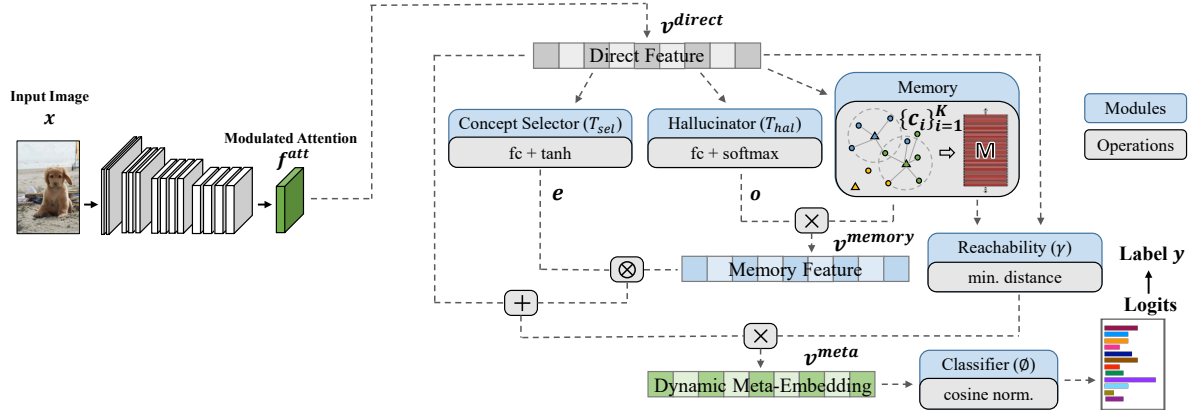 v^direct
Direct Feature
Input Image
x
Modulated Attention
f^att
Concept Selector (T_sel)
fc + tanh
Hallucinator (T_hal)
fc + softmax
Memory
{c_i}_{i=1}^K
M
Modules
Operations
e
o
×
v^memory
Memory Feature
⊗
+
Reachability (γ)
min. distance
Label y
Logits
×
v^meta
Dynamic Meta-Embedding
Classifier (∅)
cosine norm.